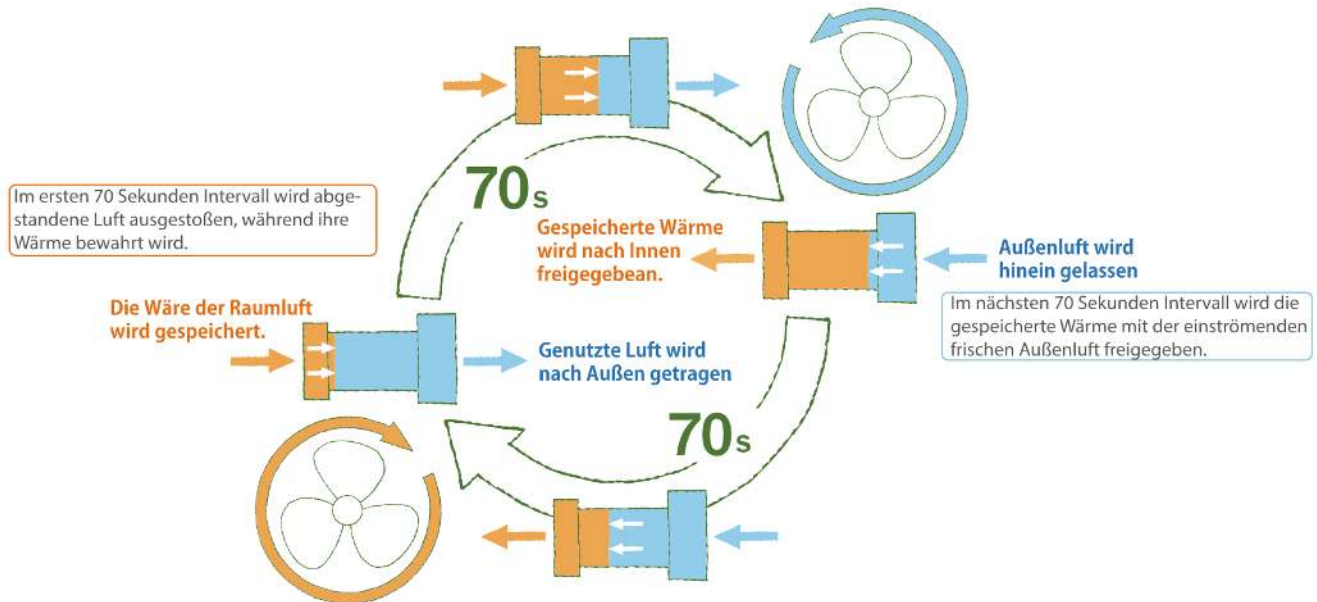 70s
Im ersten 70 Sekunden Intervall wird abge-
standene Luft ausgestoßen, während ihre
Wärme bewahrt wird.
Gespeicherte Wärme
wird nach Innen
freigegebean.
Außenluft wird
hinein gelassen
Im nächsten 70 Sekunden Intervall wird die
gespeicherte Wärme mit der einströmenden
frischen Außenluft freigegeben.
Die Wäre der Raumluft
wird gespeichert.
Genutzte Luft wird
nach Außen getragen
70s